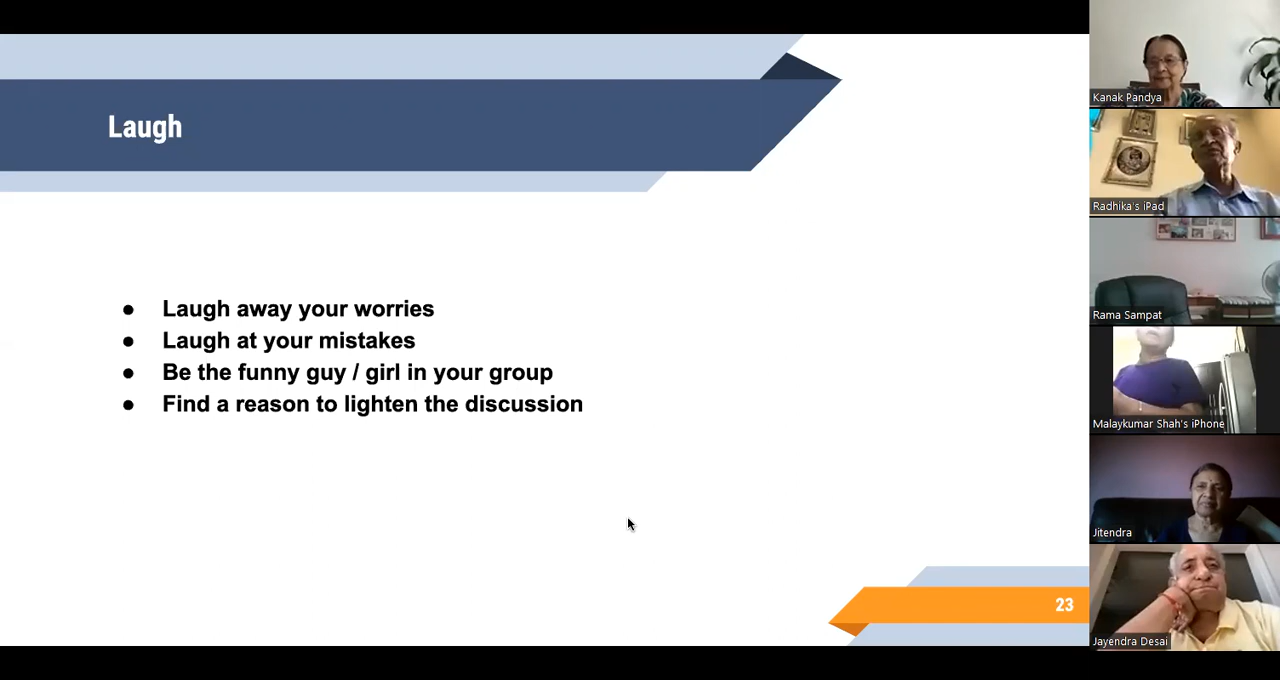 Laugh
● Laugh away your worries
● Laugh at your mistakes
● Be the funny guy / girl in your group
● Find a reason to lighten the discussion
23
Kanak Pandya
Radhika's iPad
Rama Sampat
Malaykumar Shah's iPhone
Jitendra
Jayendra Desai